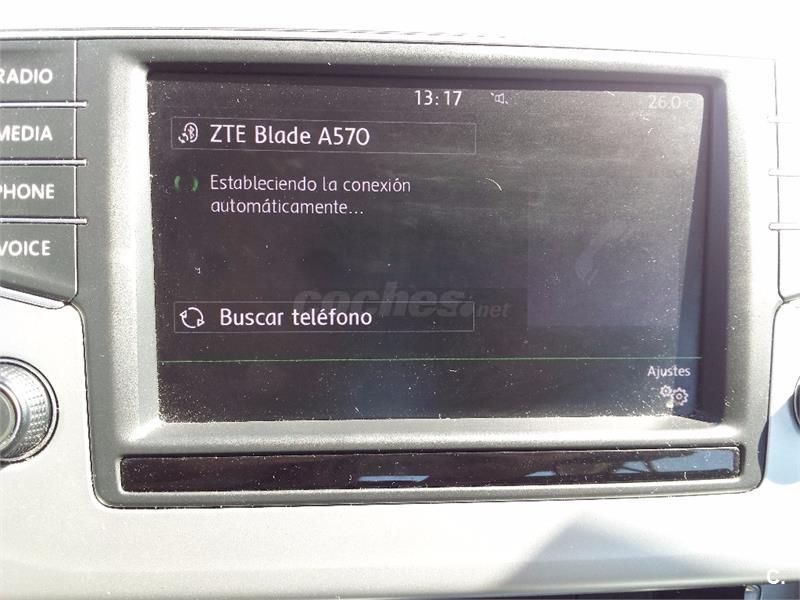 RADIO
MEDIA
PHONE
VOICE
13:17
26.0°C
ZTE Blade A570
Estableciendo la conexión
automáticamente...
coches.net
Buscar teléfono
Ajustes
C.